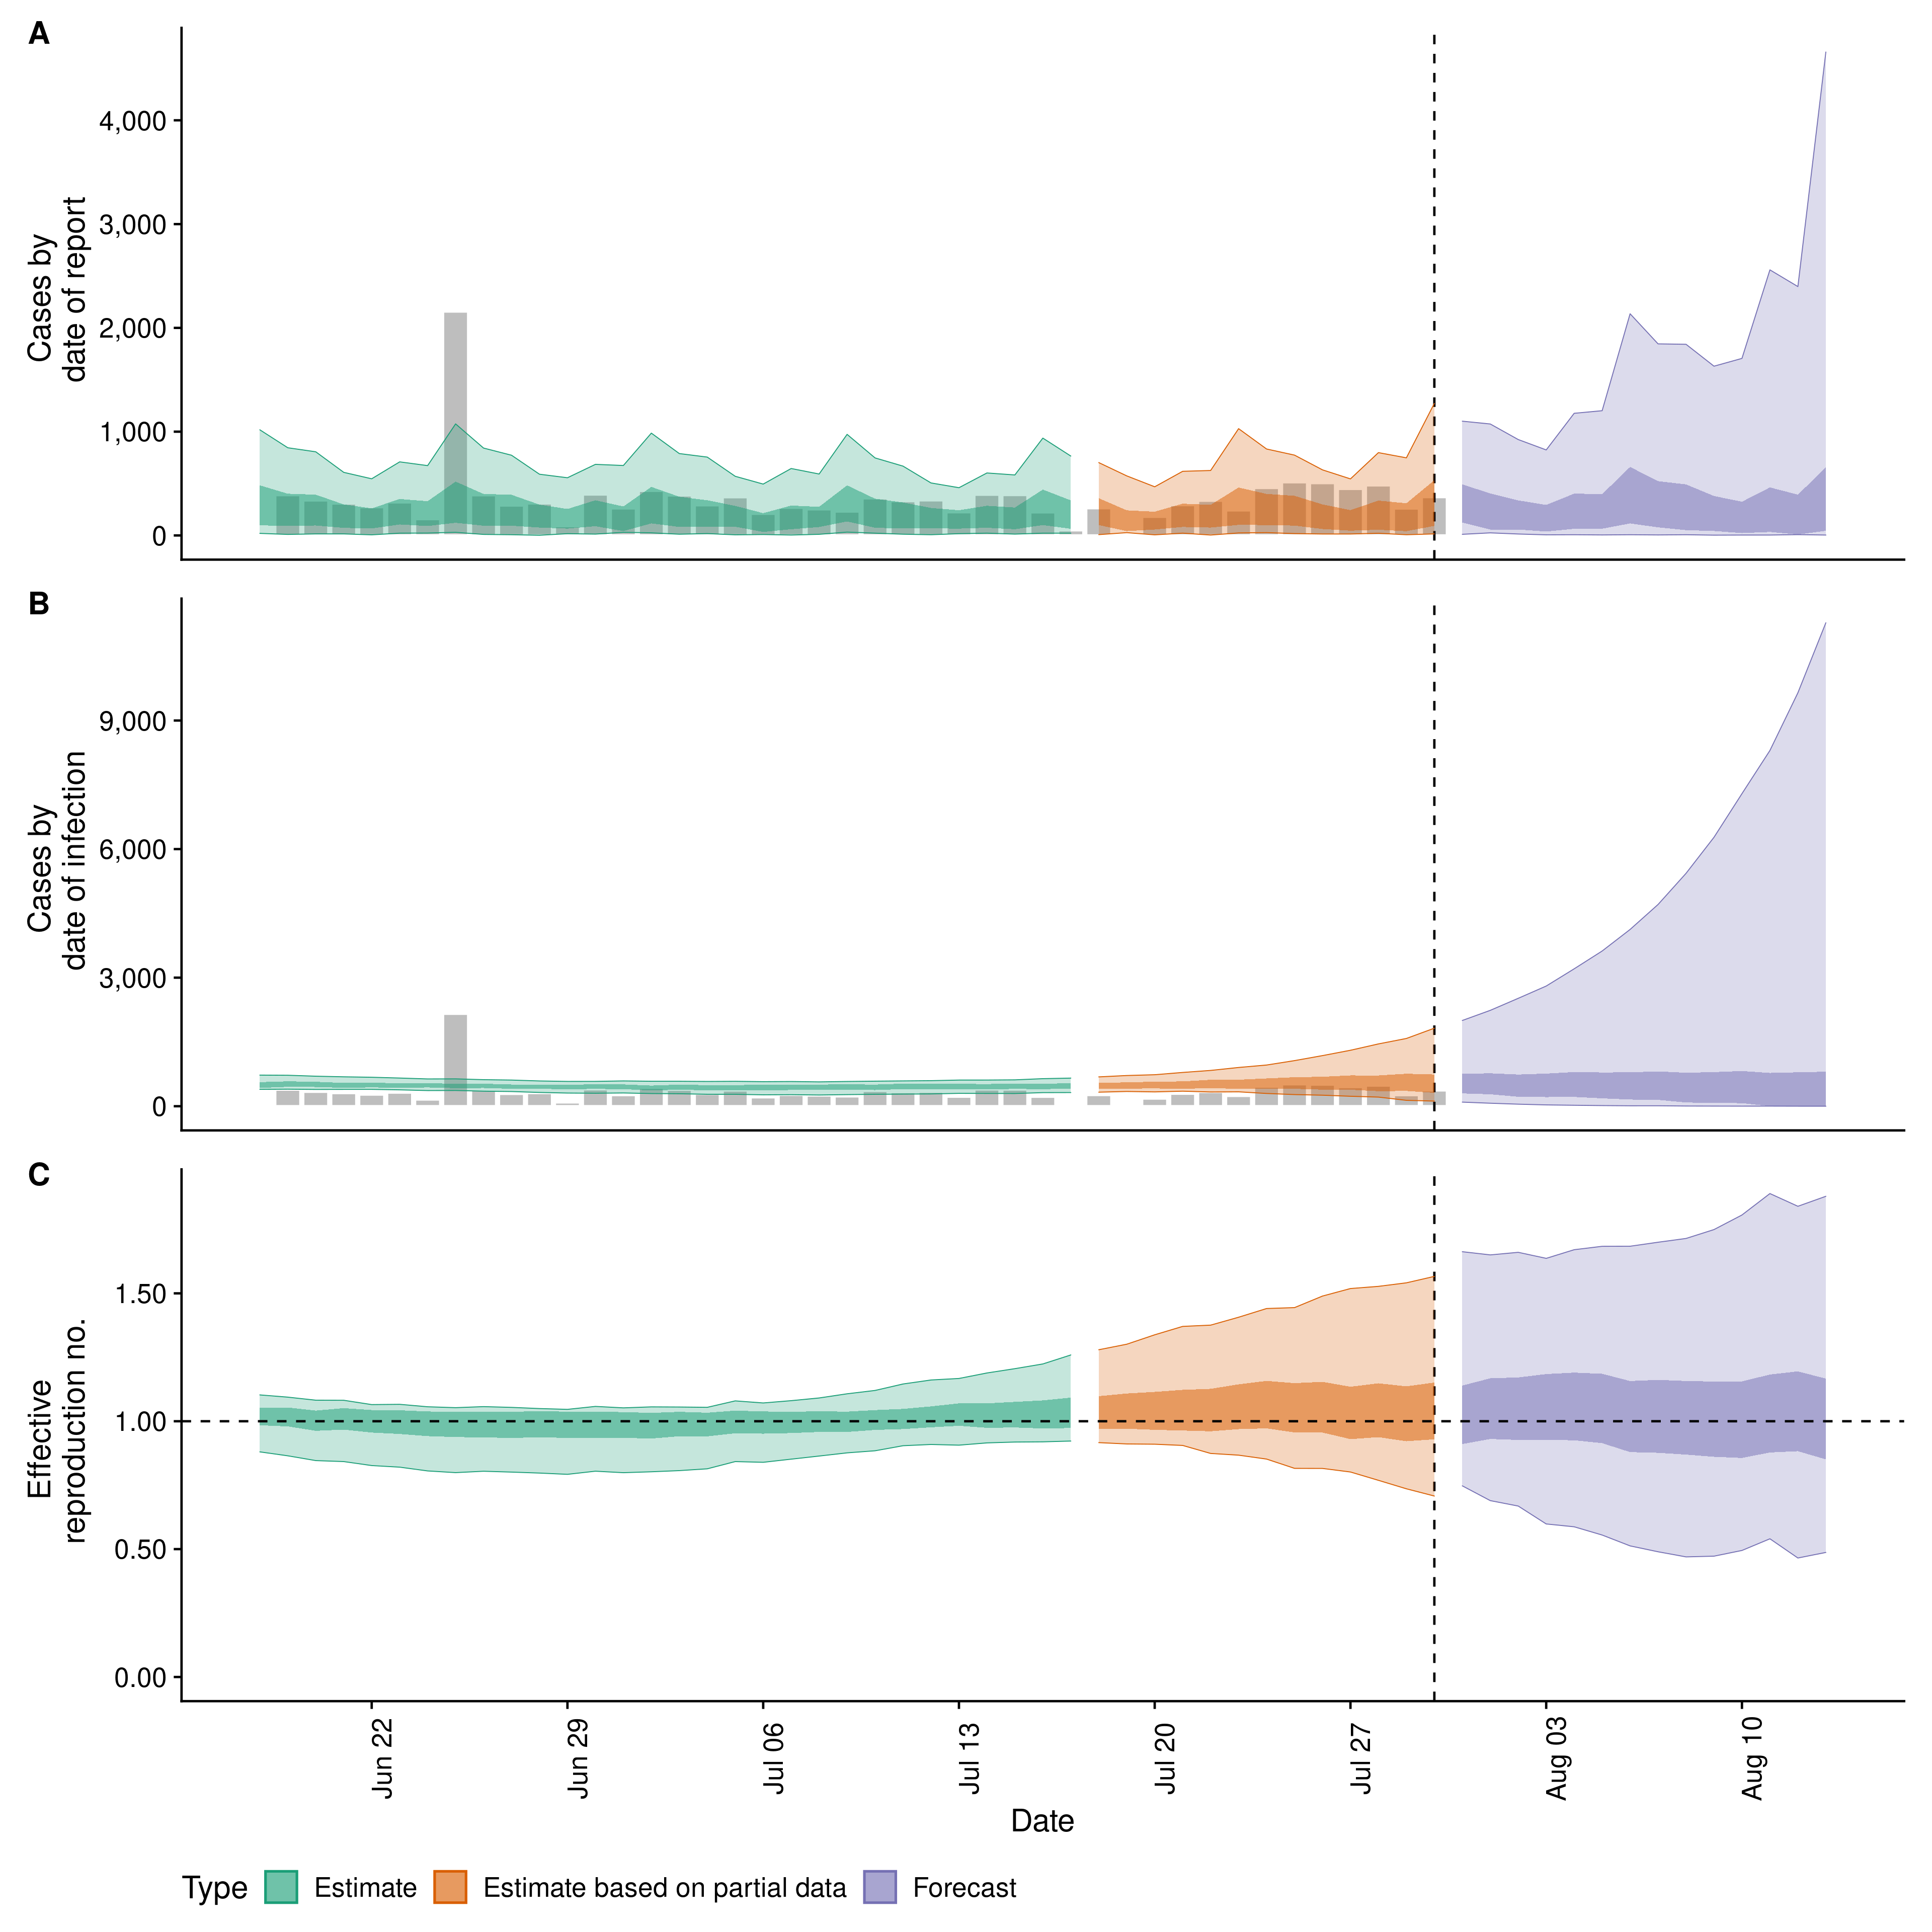 A
Cases by
date of report
4,000
3,000
2,000
1,000
0
B
Cases by
date of infection
9,000
6,000
3,000
0
C
Effective
reproduction no.
1.50
1.00
0.50
0.00
Jun 22
Jun 29
Jul 06
Jul 13
Jul 20
Jul 27
Aug 03
Aug 10
Date
Type Estimate Estimate based on partial data Forecast